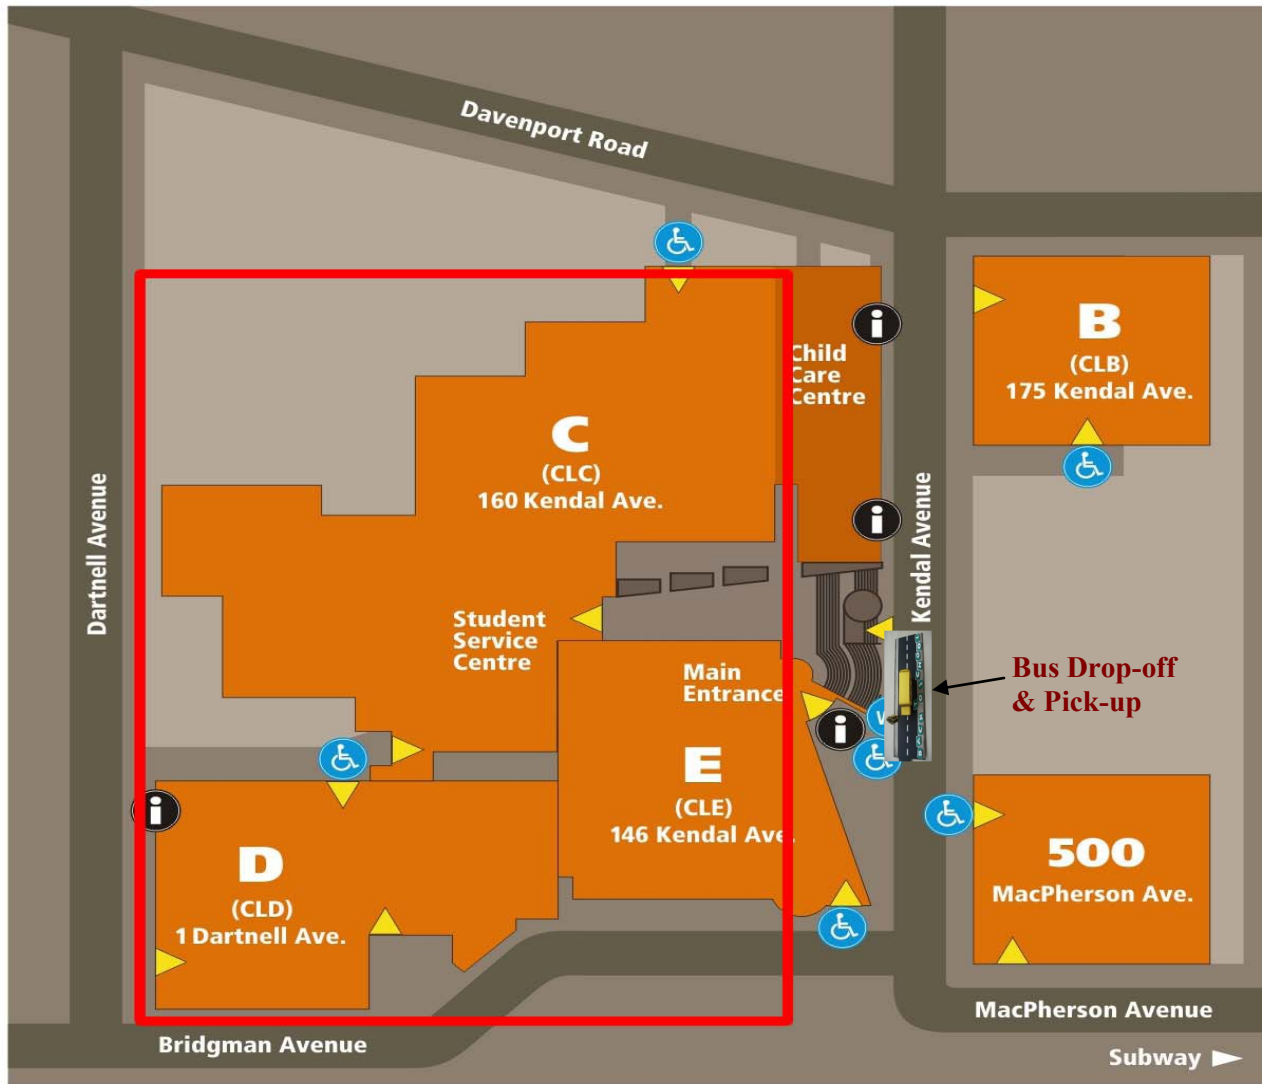 Davenport Road
Dartnell Avenue
Kendal Avenue
B
(CLB)
175 Kendal Ave.
Child
Care
Centre
C
(CLC)
160 Kendal Ave.
Student
Service
Centre
Main
Entrance
Bus Drop-off
& Pick-up
E
(CLE)
146 Kendal Ave.
D
(CLD)
1 Dartnell Ave.
500
MacPherson Ave.
MacPherson Avenue
Bridgman Avenue
Subway
i
i
i
i